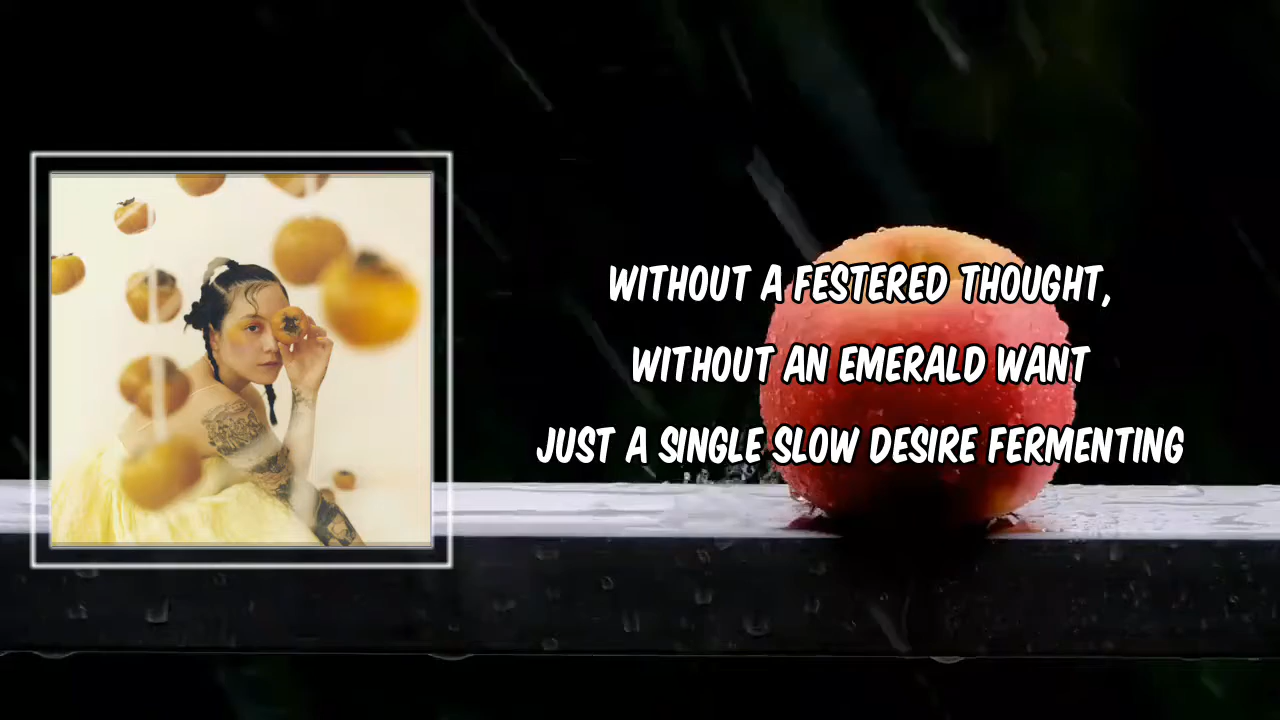 WITHOUT A FESTERED THOUGHT,
WITHOUT AN EMERALD WANT
JUST A SINGLE SLOW DESIRE FERMENTING